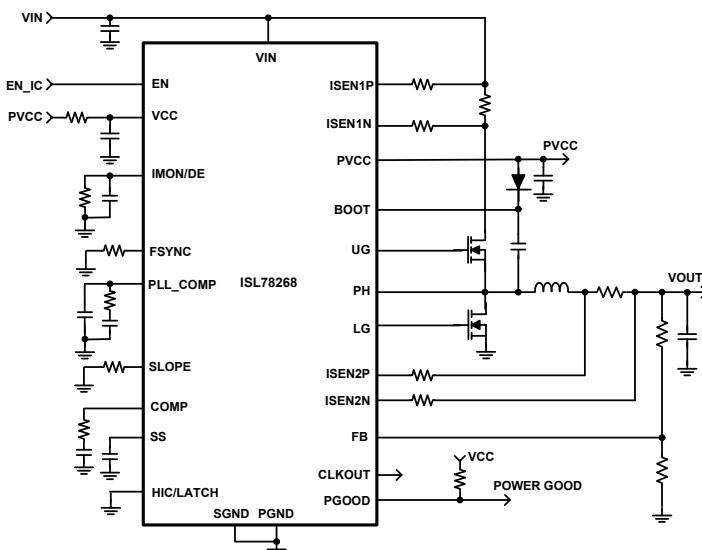 VIN
VIN
EN_IC
EN
PVCC
VCC
IMON/DE
FSYNC
PLL_COMP
SLOPE
COMP
SS
HIC/LATCH
SGND PGND
ISL78268
ISEN1P
ISEN1N
PVCC
PVCC
BOOT
UG
PH
VOUT
LG
ISEN2P
ISEN2N
FB
VCC
CLKOUT
PGOOD
POWER GOOD